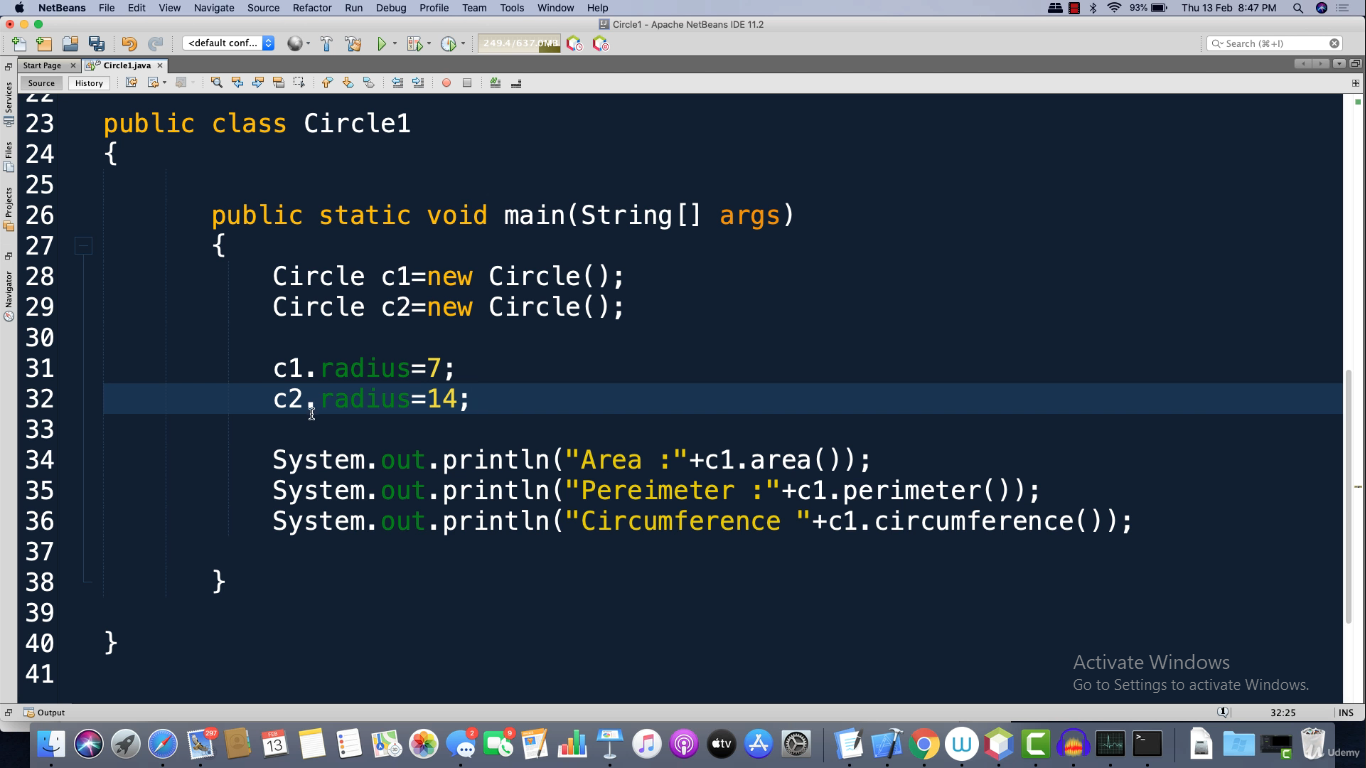 NetBeans File Edit View Navigate Source Refactor Run Debug Profile Team Tools Window Help 93% Thu 13 Feb 8:47 PM
Circle1 - Apache NetBeans IDE 11.2
<default conf... 249.4/637.0MB Search (⌘+I)
Start Page Circle1.java
Source History
Services
Files
Projects
Navigator
22
23 public class Circle1
24 {
25
26 public static void main(String[] args)
27 {
28 Circle c1=new Circle();
29 Circle c2=new Circle();
30
31 c1.radius=7;
32 c2.radius=14;
33
34 System.out.println("Area :"+c1.area());
35 System.out.println("Pereimeter :"+c1.perimeter());
36 System.out.println("Circumference "+c1.circumference());
37
38 }
39
40 }
41
Activate Windows
Go to Settings to activate Windows.
Output 1 32:25 INS
297 FEB 13 2 9 tv W C
Udemy